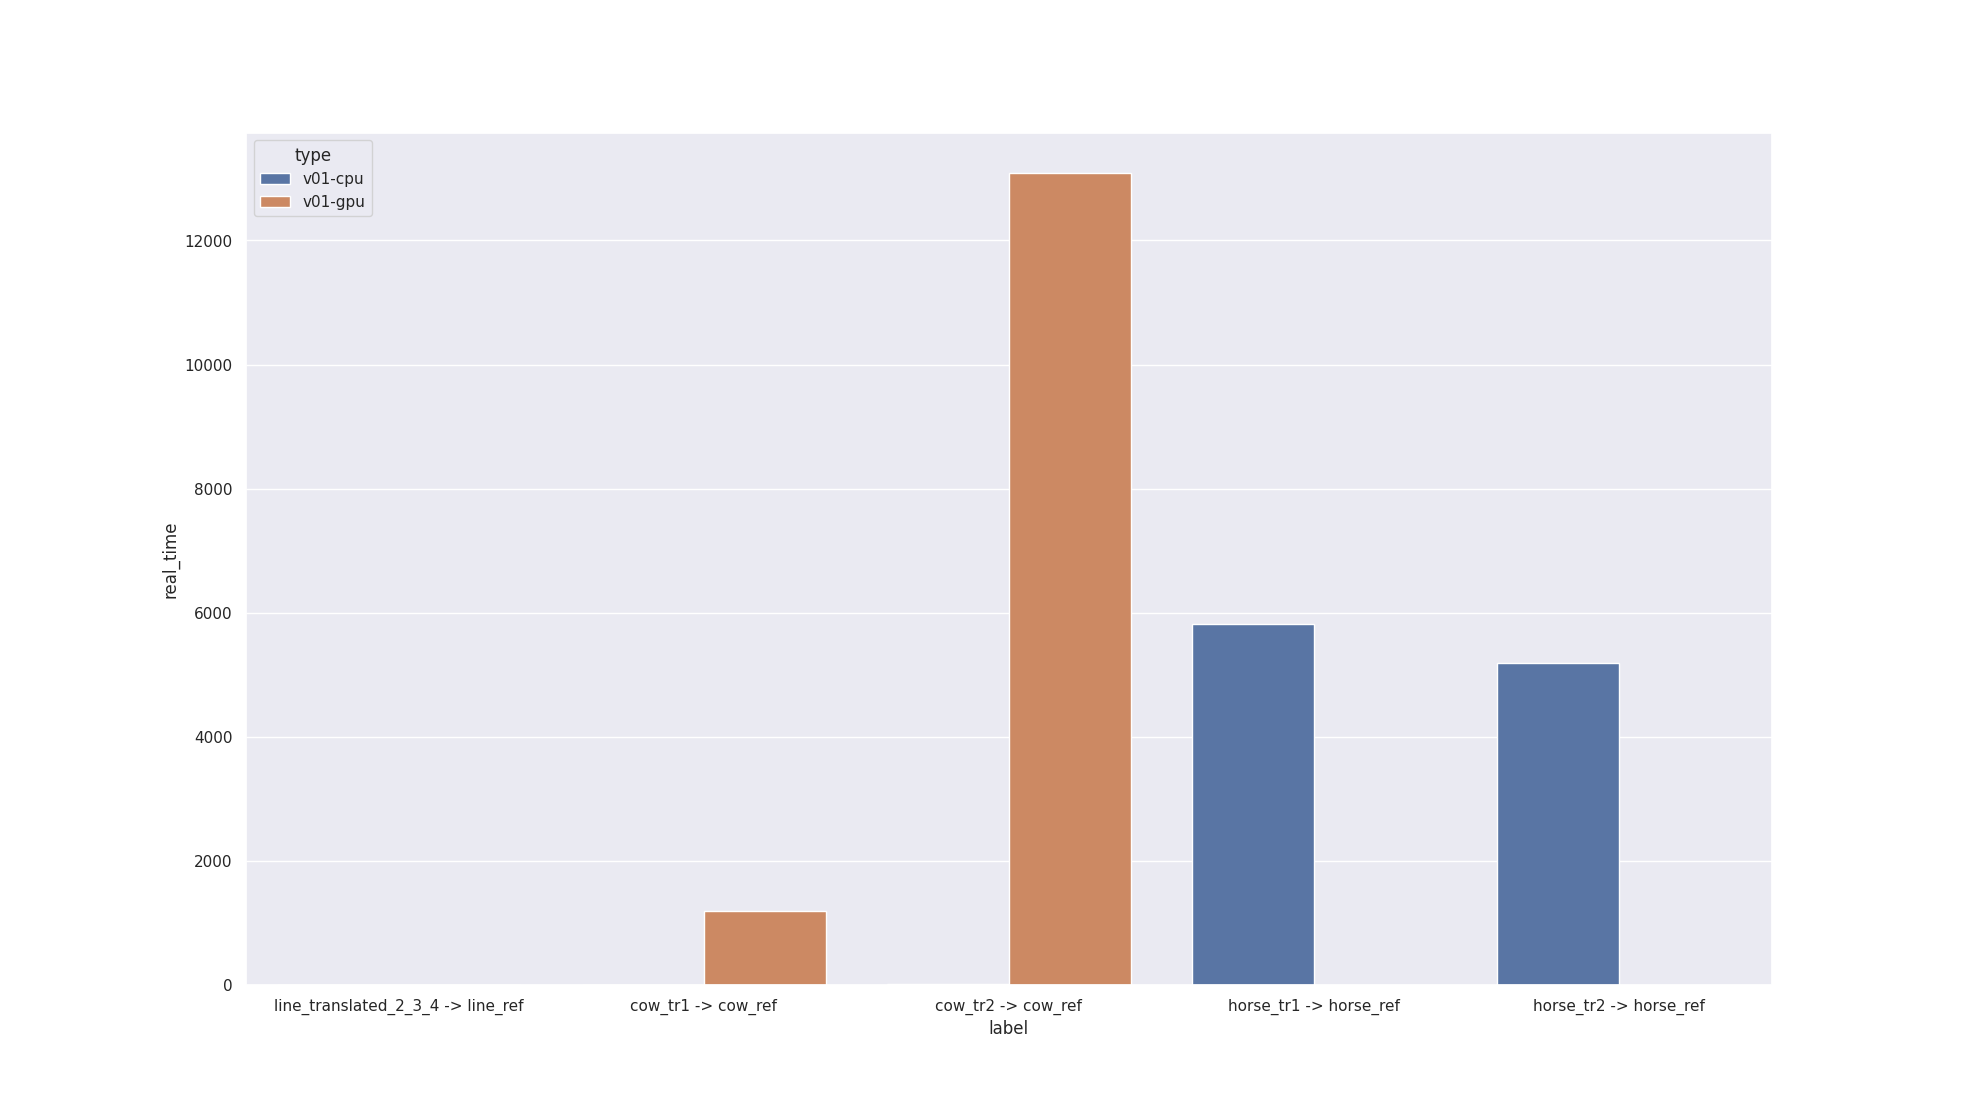 type
v01-cpu
v01-gpu
12000
10000
8000
6000
4000
2000
0
real_time
line_translated_2_3_4 -> line_ref
cow_tr1 -> cow_ref
cow_tr2 -> cow_ref
horse_tr1 -> horse_ref
horse_tr2 -> horse_ref
label